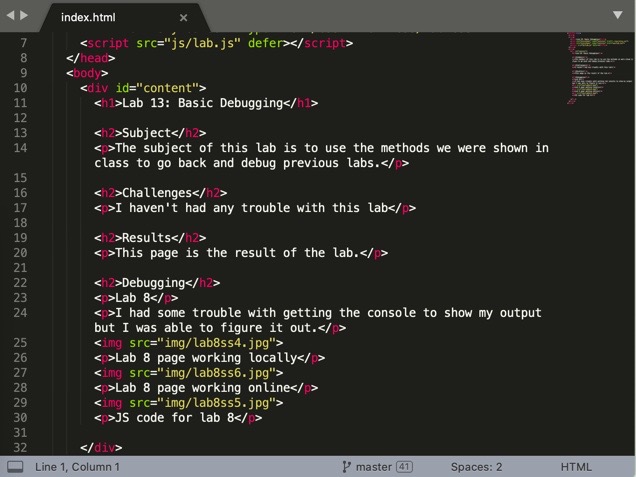 index.html ×
7 <script src="js/lab.js" defer></script>
8 </head>
9 <body>
10 <div id="content">
11 <h1>Lab 13: Basic Debugging</h1>
12
13 <h2>Subject</h2>
14 <p>The subject of this lab is to use the methods we were shown in
class to go back and debug previous labs.</p>
15
16 <h2>Challenges</h2>
17 <p>I haven't had any trouble with this lab</p>
18
19 <h2>Results</h2>
20 <p>This page is the result of the lab.</p>
21
22 <h2>Debugging</h2>
23 <p>Lab 8</p>
24 <p>I had some trouble with getting the console to show my output
but I was able to figure it out.</p>
25 <img src="img/lab8ss4.jpg">
26 <p>Lab 8 page working locally</p>
27 <img src="img/lab8ss6.jpg">
28 <p>Lab 8 page working online</p>
29 <img src="img/lab8ss5.jpg">
30 <p>JS code for lab 8</p>
31
32 </div>
Line 1, Column 1 master 41 Spaces: 2 HTML